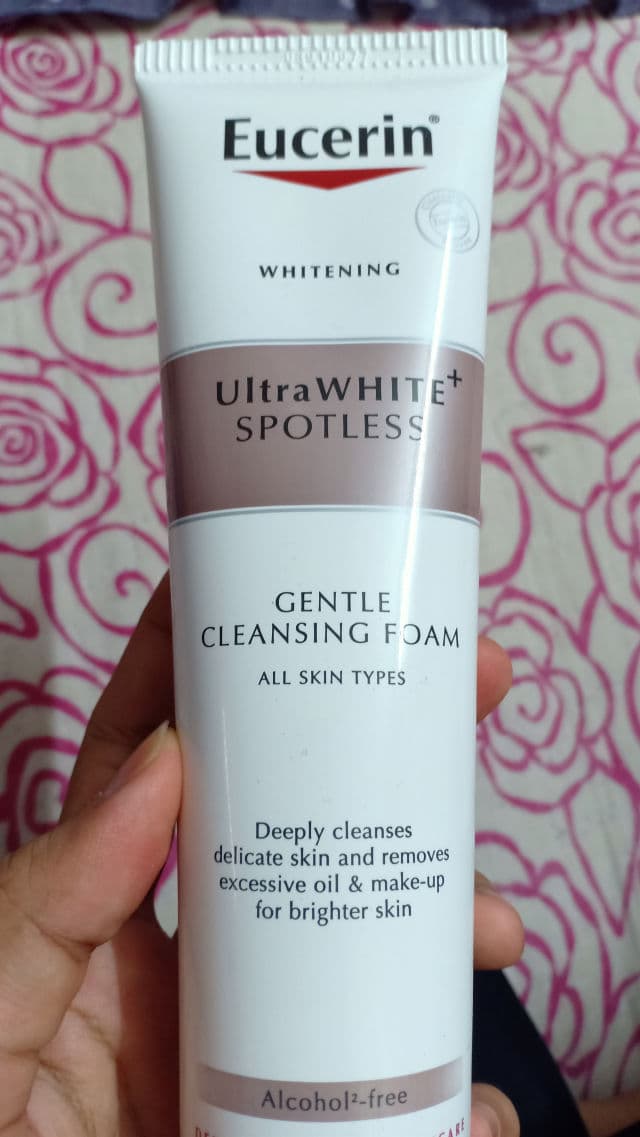 Eucerin®
WHITENING
UltraWHITE⁺
SPOTLESS
GENTLE
CLEANSING FOAM
ALL SKIN TYPES
Deeply cleanses
delicate skin and removes
excessive oil & make-up
for brighter skin
Alcohol²-free